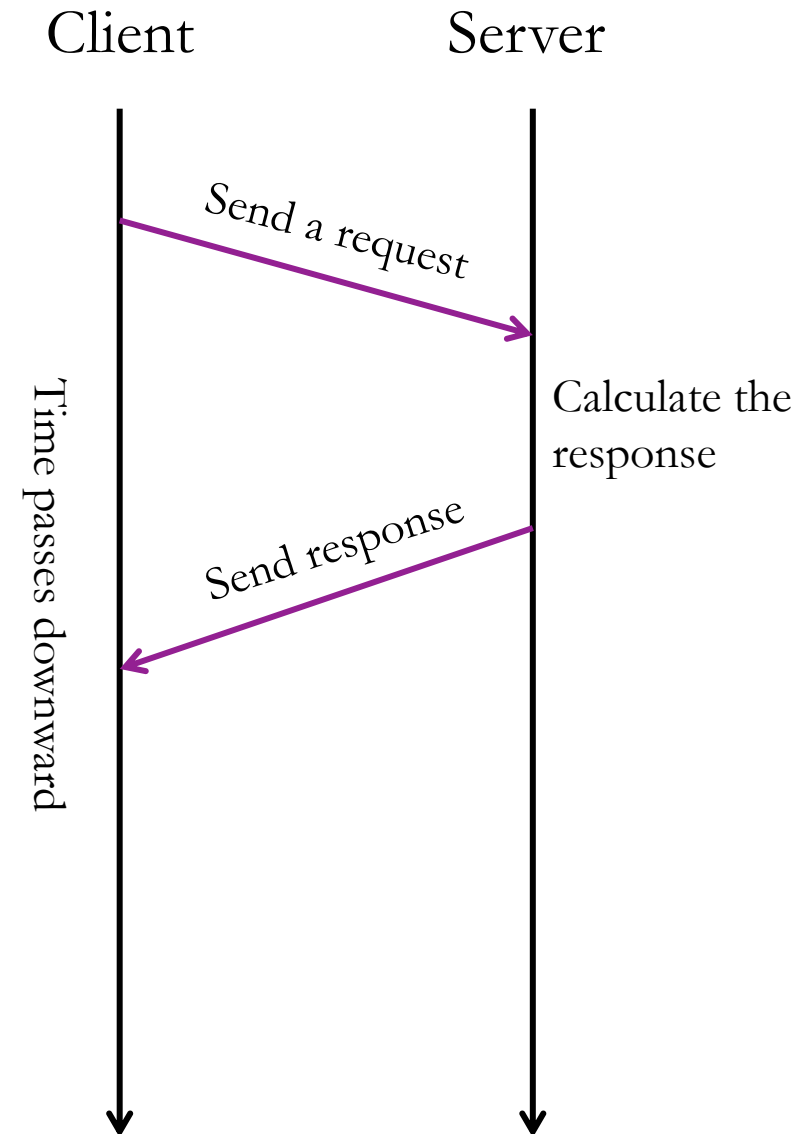 Client
Server
Send a request
Calculate the
response
Send response
Time passes downward